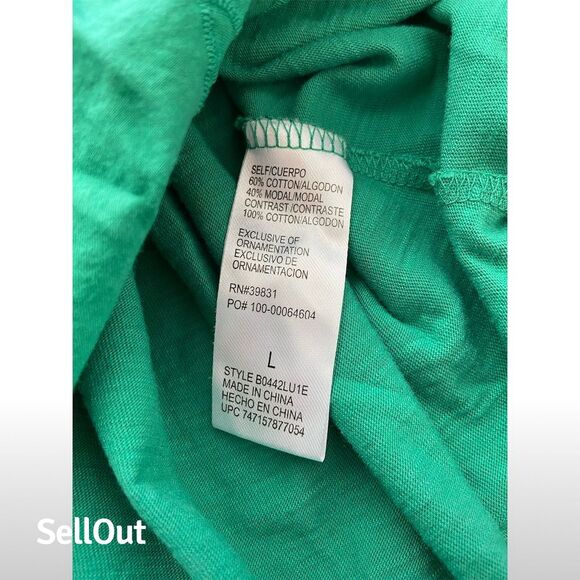 SELF/CUERPO
60% COTTON/ALGODON
40% MODAL/MODAL
CONTRAST /CONTRASTE
100% COTTON/ALGODON
EXCLUSIVE OF
ORNAMENTATION
EXCLUSIVO DE
ORNAMENTACION
RN#39831
PO# 100-00064604
L
STYLE B0442LU1E
MADE IN CHINA
HECHO EN CHINA
UPC 747157877054
SellOut